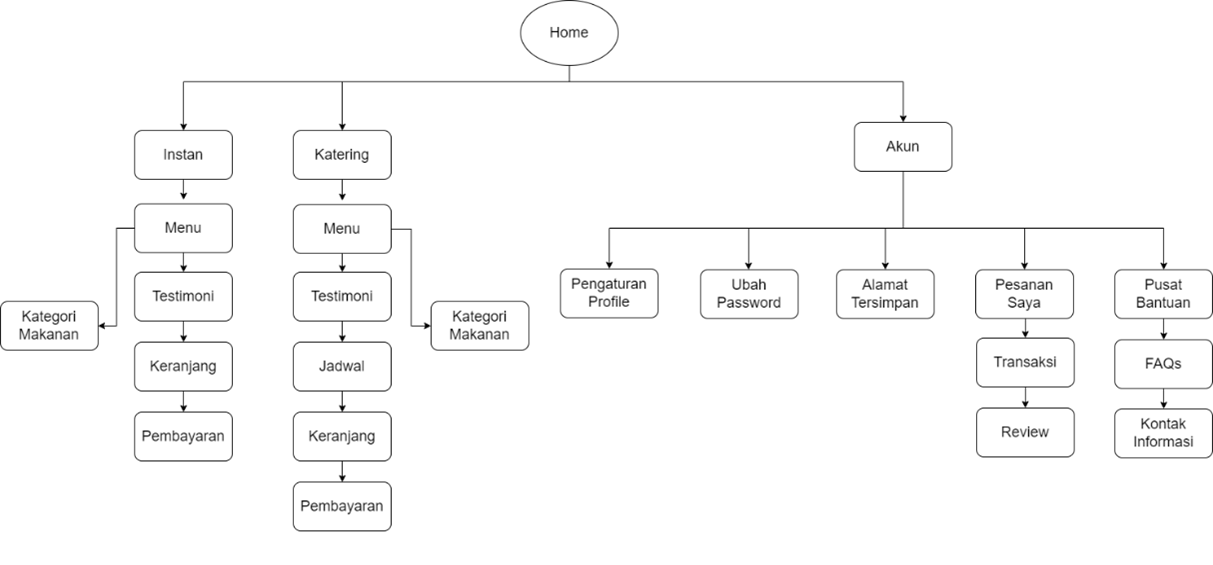 Home
Instan
Katering
Akun
Menu
Menu
Pengaturan
Profile
Ubah
Password
Alamat
Tersimpan
Pesanan
Saya
Pusat
Bantuan
Testimoni
Testimoni
Kategori
Makanan
Kategori
Makanan
Keranjang
Jadwal
Transaksi
FAQs
Pembayaran
Keranjang
Review
Kontak
Informasi
Pembayaran